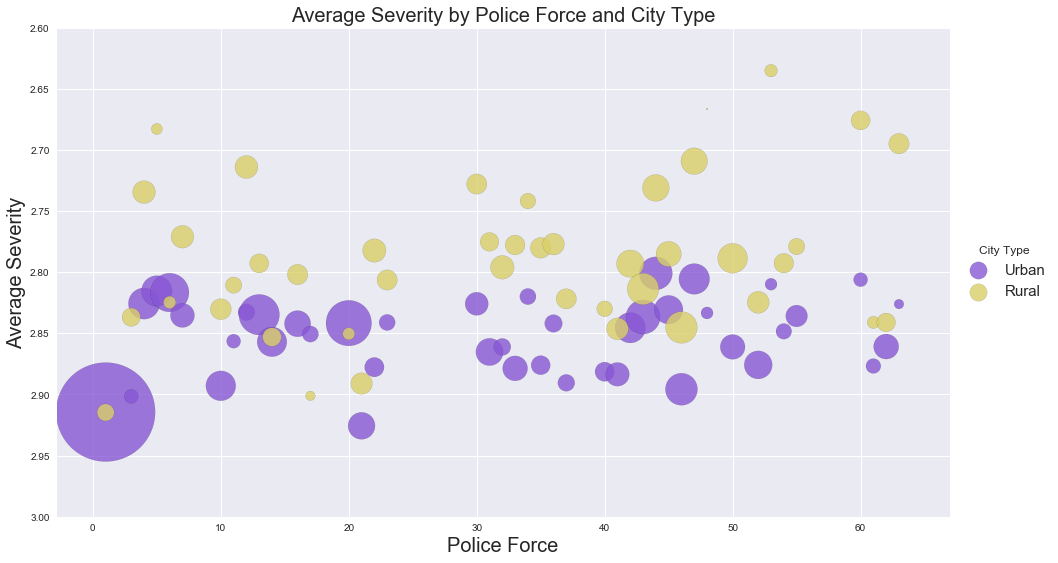 Average Severity by Police Force and City Type
2.60
2.65
2.70
2.75
2.80
2.85
2.90
2.95
3.00
Average Severity
0 10 20 30 40 50 60
Police Force
City Type
Urban
Rural